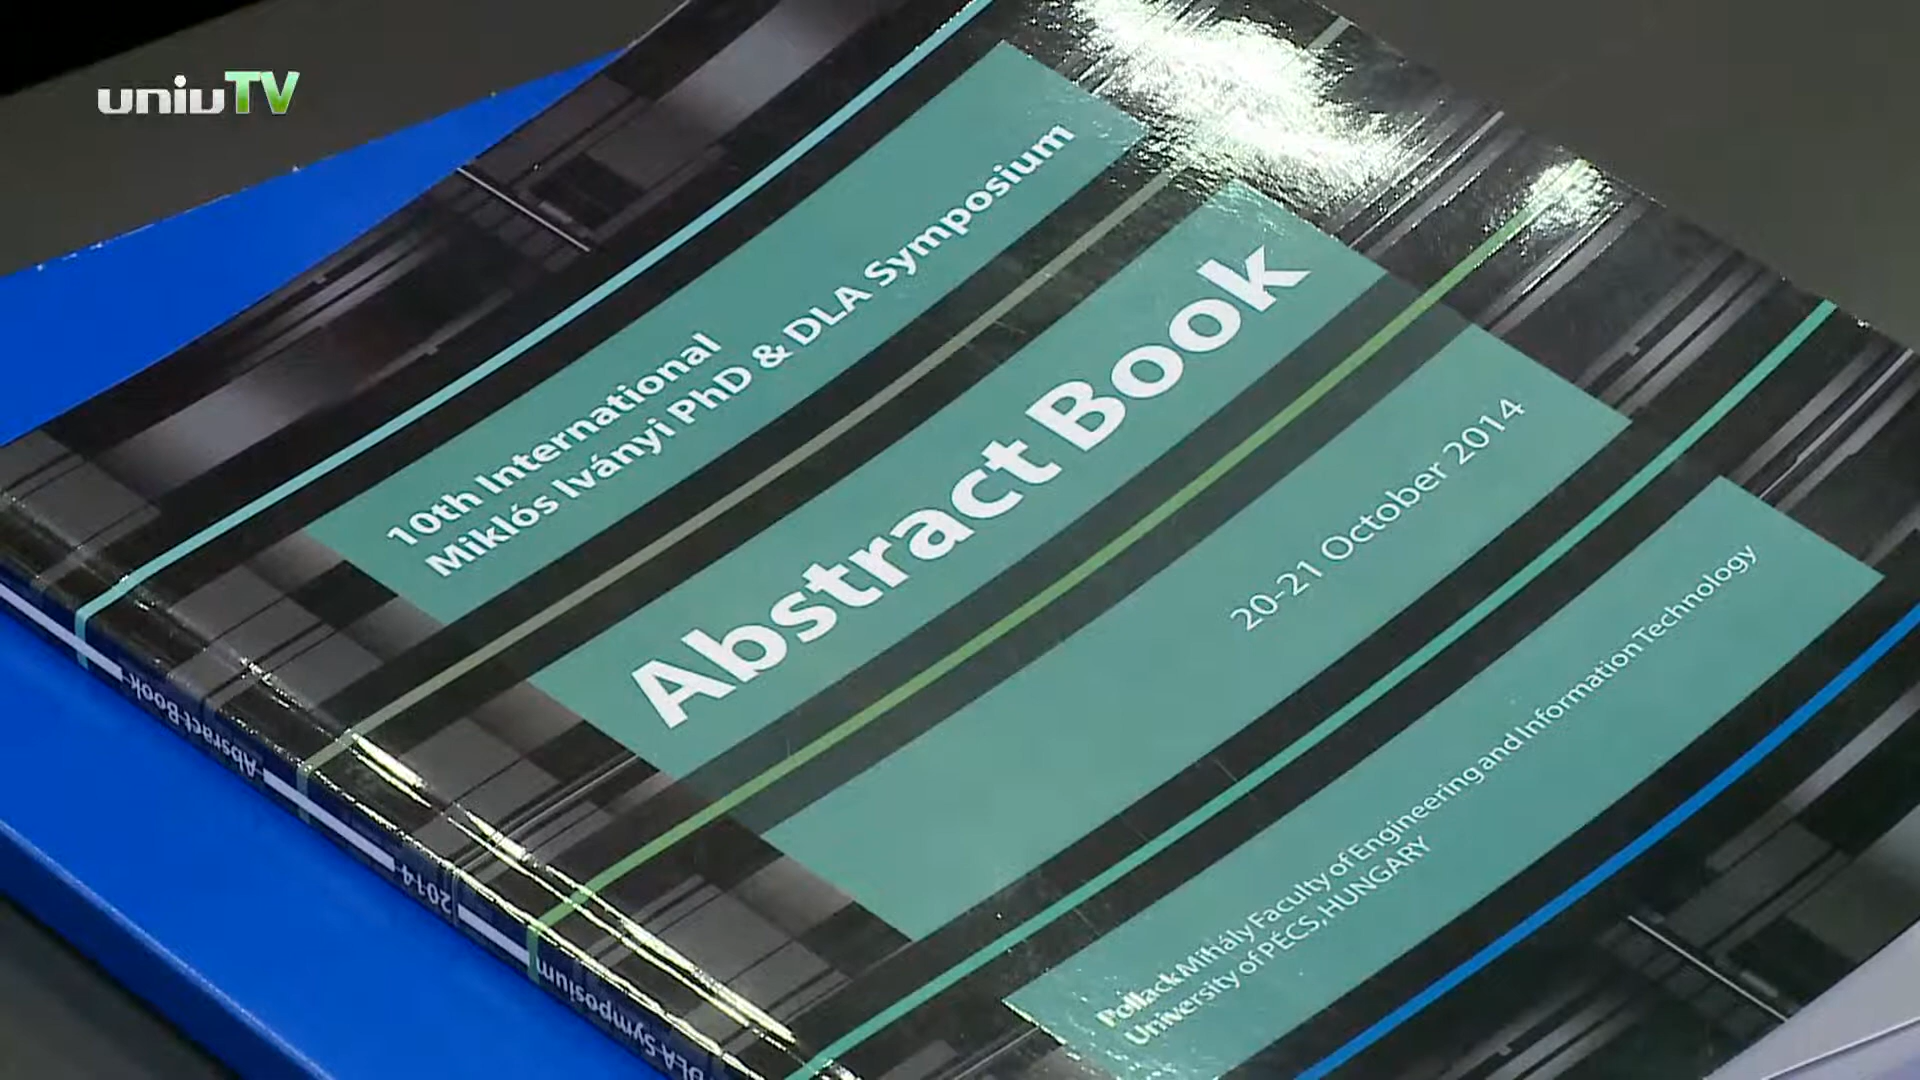 uniuTV
10th International
Miklós Iványi PhD & DLA Symposium
Abstract Book
20-21 October 2014
Pollack Mihály Faculty of Engineering and Information Technology
University of PÉCS, HUNGARY
Absract Book
2014
DLA Symposium